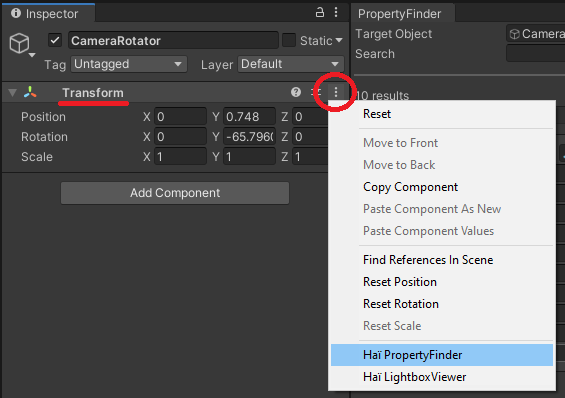 Inspector
CameraRotator
Static
Tag Untagged Layer Default
Transform
Position X 0 Y 0.748 Z 0
Rotation X 0 Y -65.796 Z 0
Scale X 1 Y 1 Z 1
Add Component
PropertyFinder
Target Object Camera
Search
10 results
Reset
Move to Front
Move to Back
Copy Component
Paste Component As New
Paste Component Values
Find References In Scene
Reset Position
Reset Rotation
Reset Scale
Haï PropertyFinder
Haï LightboxViewer